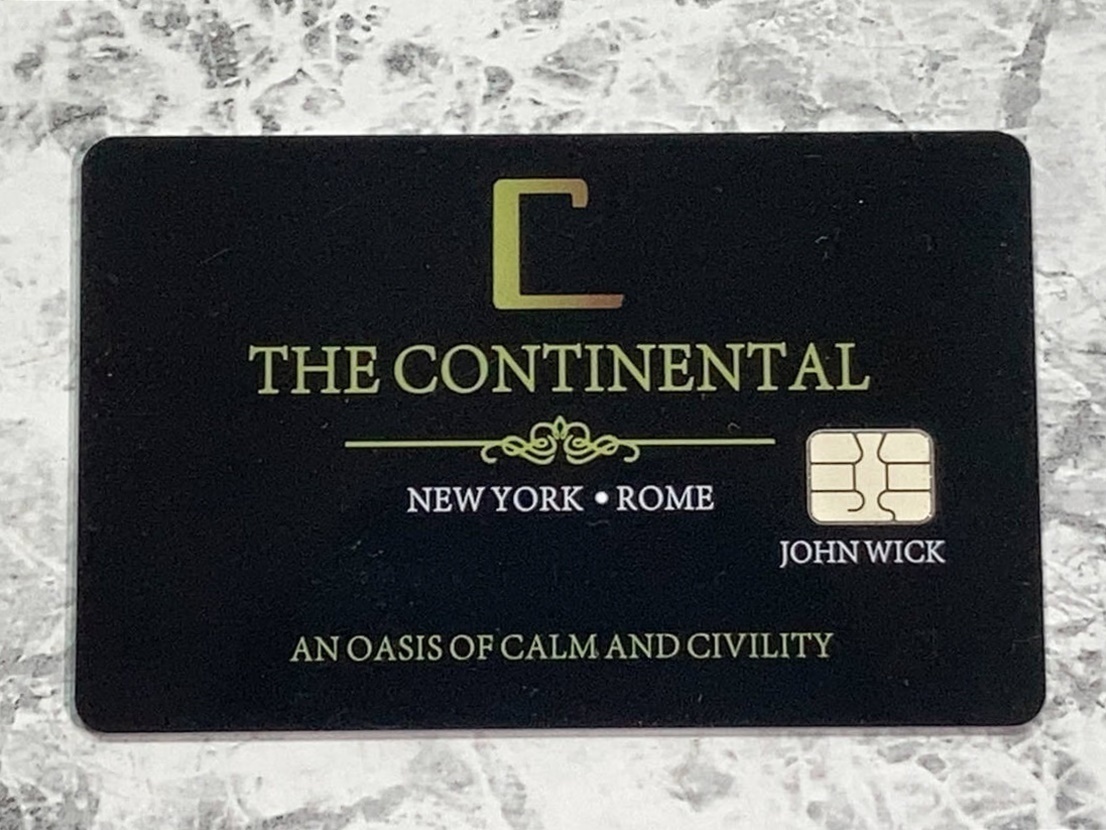 C
THE CONTINENTAL
NEW YORK • ROME
JOHN WICK
AN OASIS OF CALM AND CIVILITY